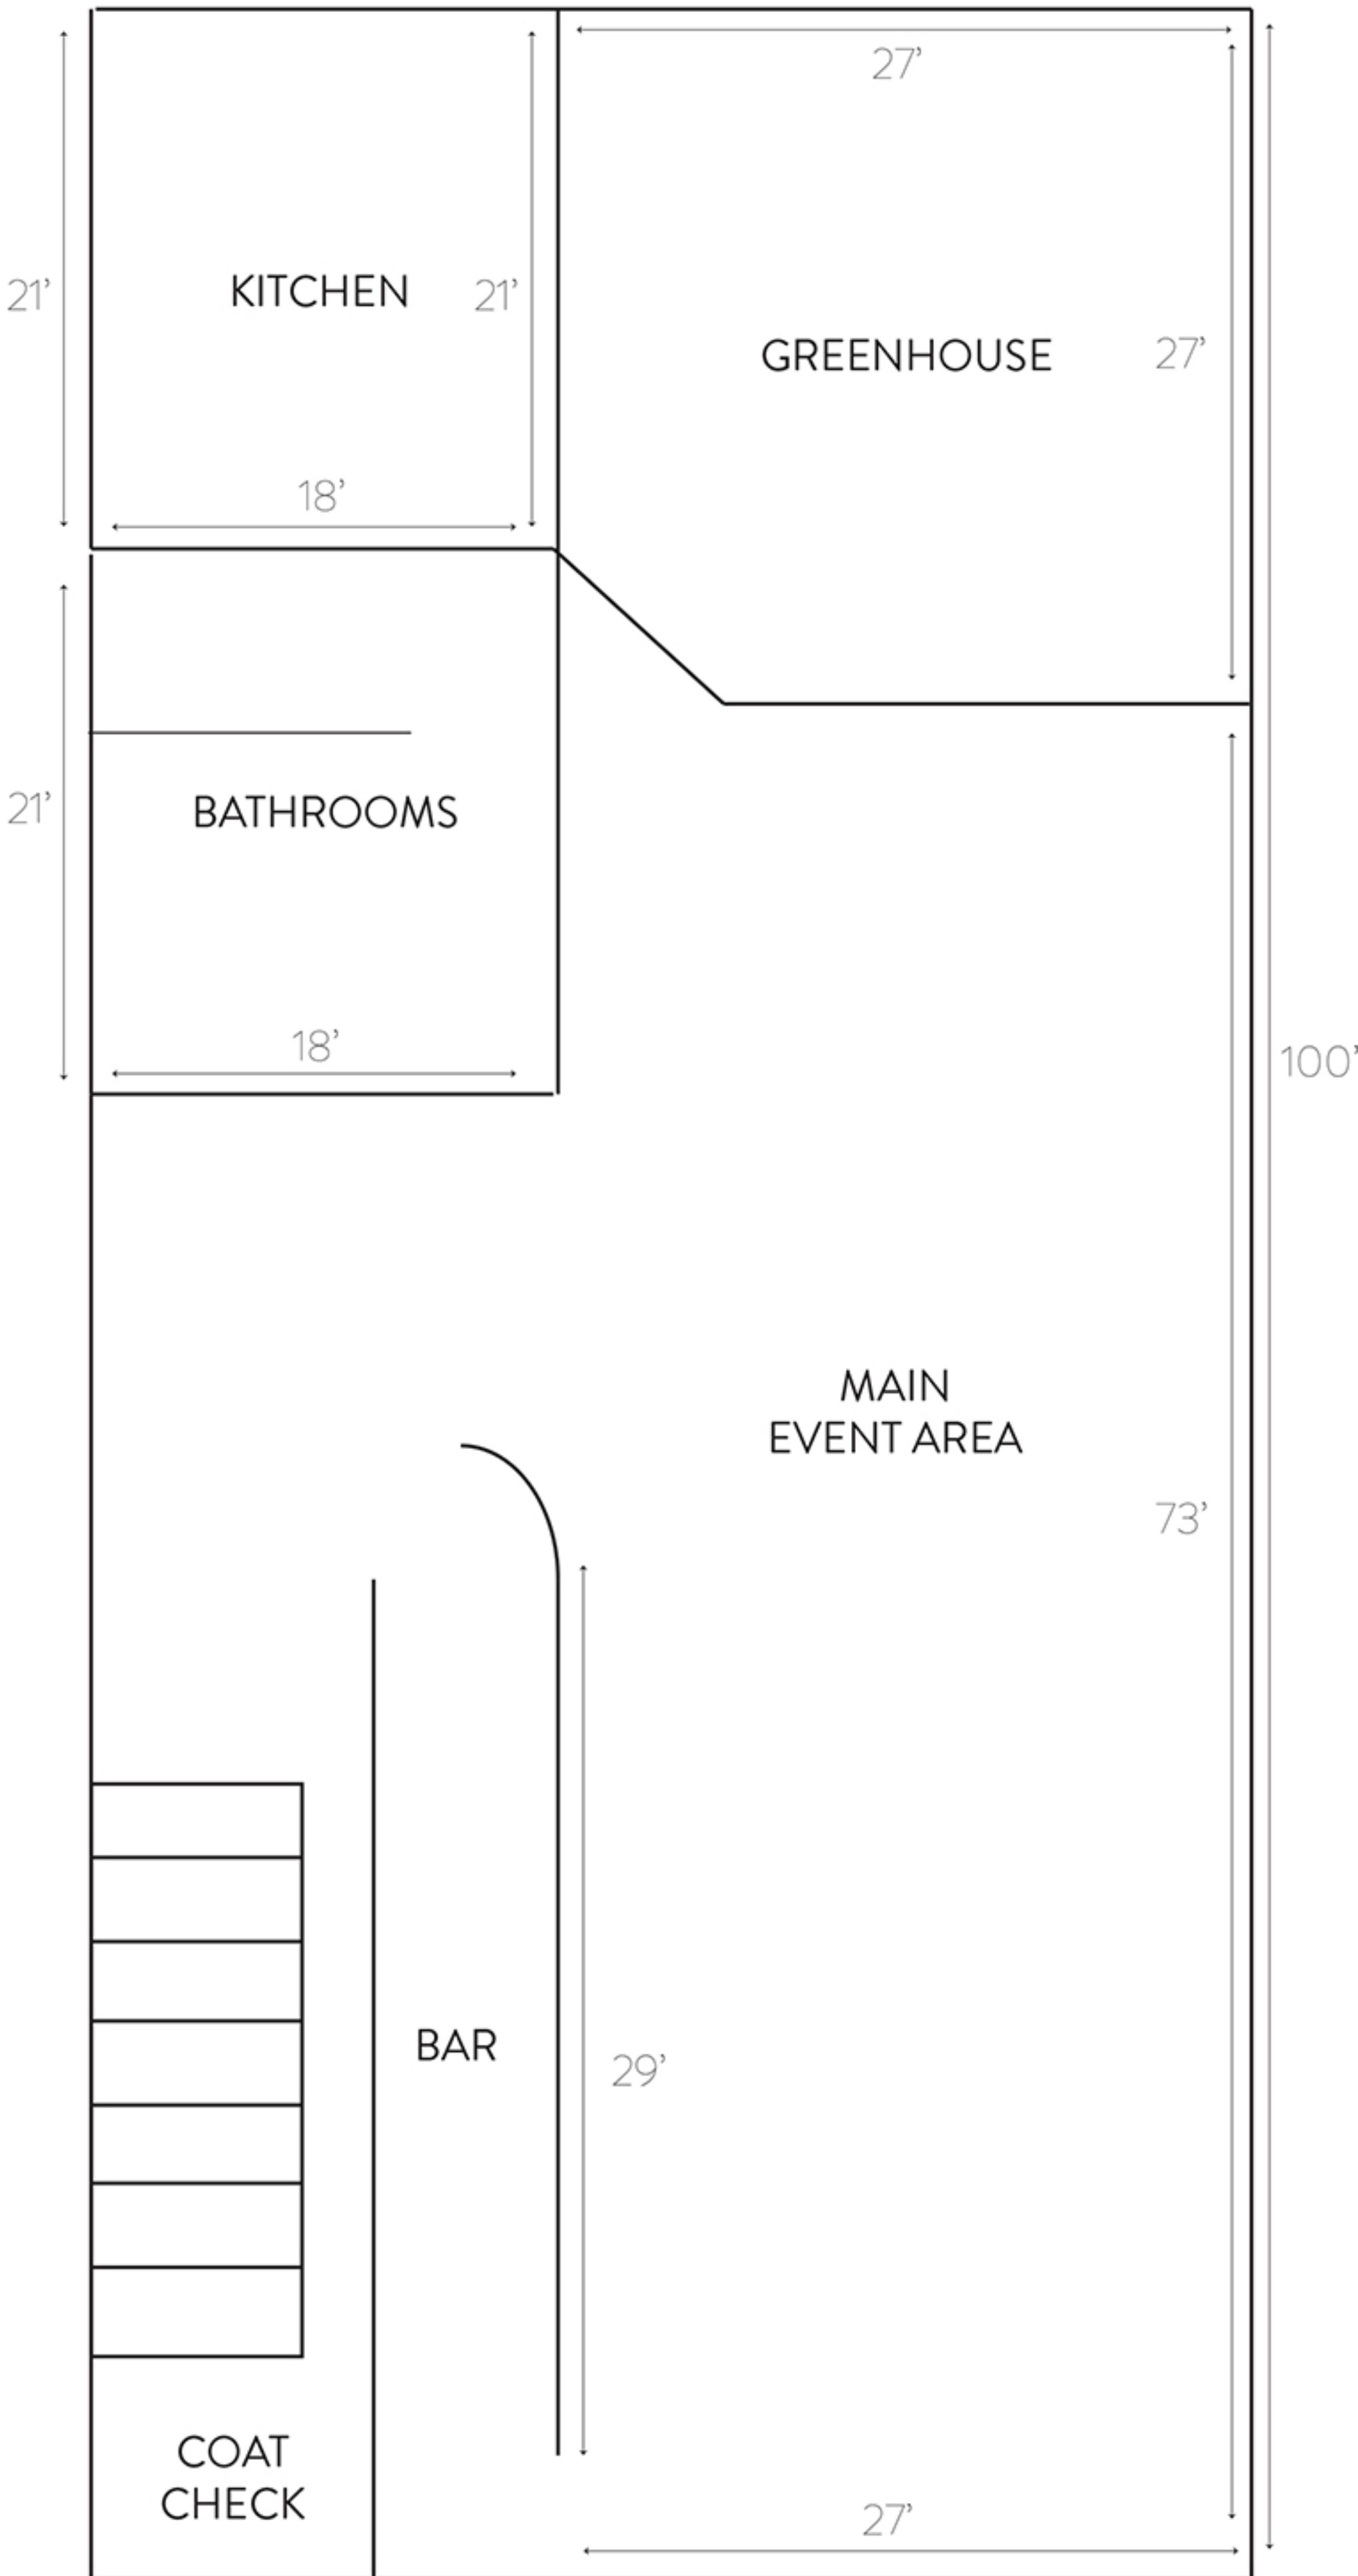 27’
21’
KITCHEN
21’
GREENHOUSE
27’
18’
21’
BATHROOMS
18’
100’
MAIN
EVENT AREA
73’
BAR
29’
COAT
CHECK
27’